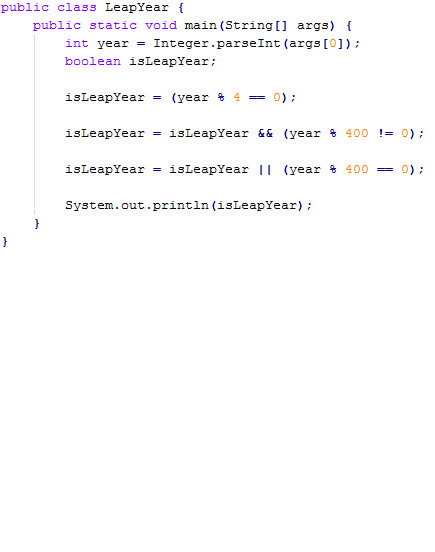 public class LeapYear {
    public static void main(String[] args) {
        int year = Integer.parseInt(args[0]);
        boolean isLeapYear;
        isLeapYear = (year % 4 == 0);
        isLeapYear = isLeapYear && (year % 400 != 0);
        isLeapYear = isLeapYear || (year % 400 == 0);
        System.out.println(isLeapYear);
    }
}